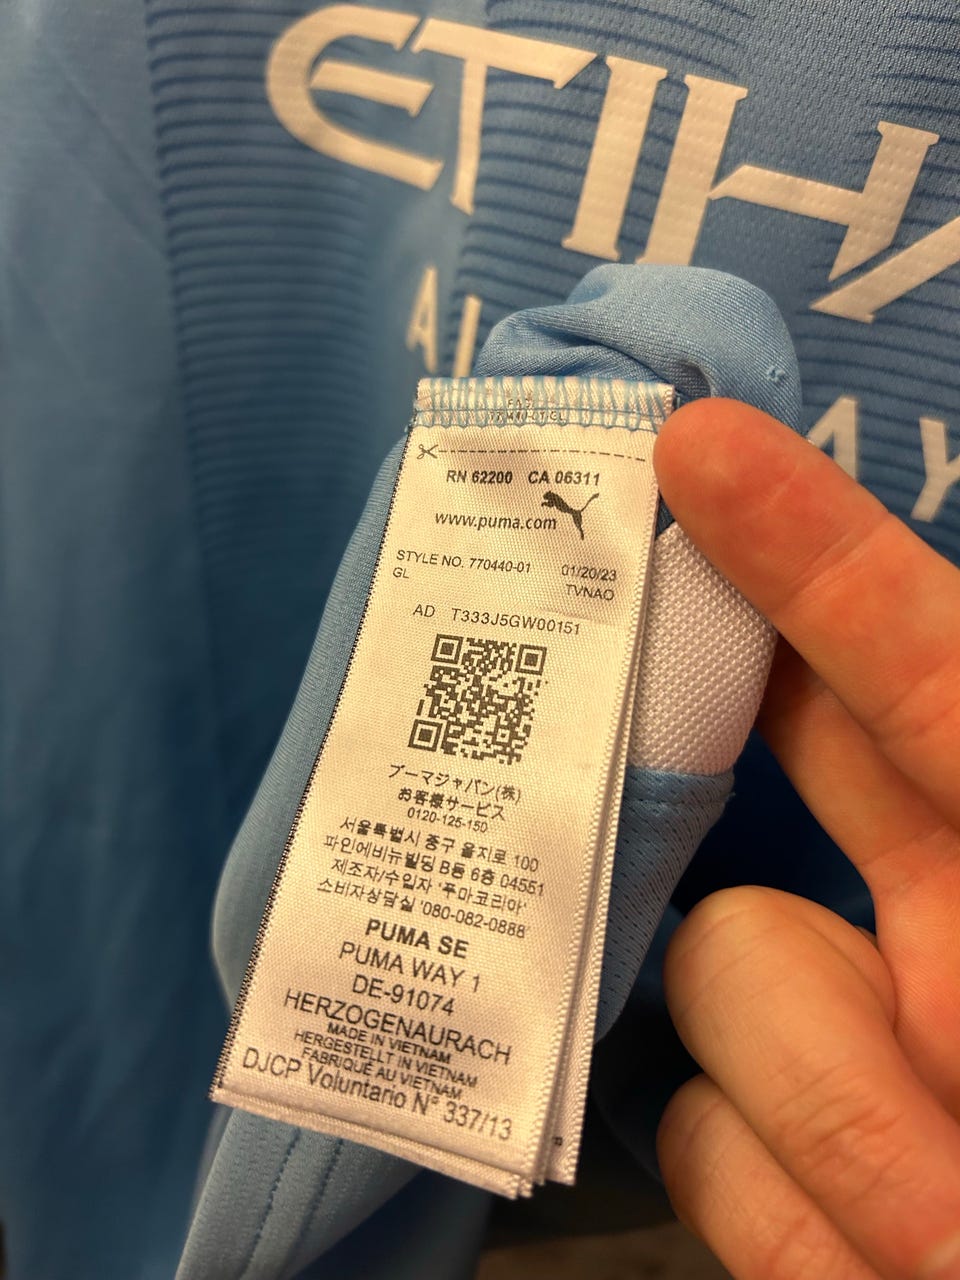 ETIHA
AI
AY
RN 62200 CA 06311
www.puma.com
STYLE NO. 770440-01 01/20/23
GL TVNAO
AD T333J5GW00151
プーマジャパン(株)
お客様サービス
0120-125-150
서울특별시 중구 을지로 100
파인에비뉴빌딩 B동 6층 04551
제조자/수입자 '푸마코리아'
소비자상담실 '080-082-0888'
PUMA SE
PUMA WAY 1
DE-91074
HERZOGENAURACH
MADE IN VIETNAM
HERGESTELLT IN VIETNAM
FABRIQUÉ AU VIETNAM
DJCP Voluntario N° 337/13